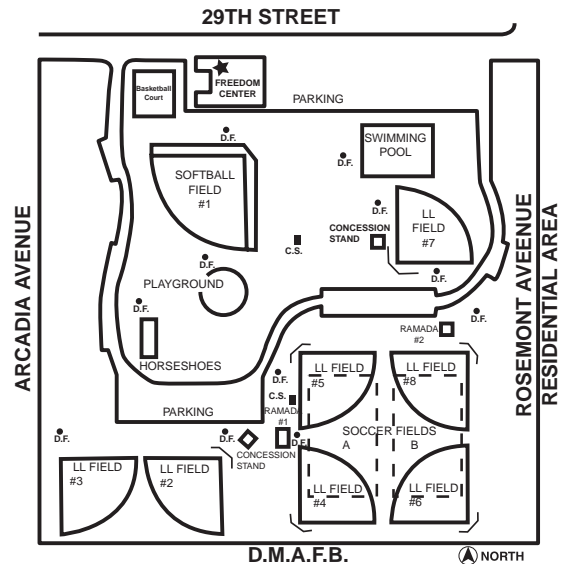 29TH STREET
Basketball
Court
FREEDOM
CENTER
PARKING
D.F.
SWIMMING
POOL
D.F.
SOFTBALL
FIELD
#1
D.F.
LL
FIELD
#7
CONCESSION
STAND
C.S.
D.F.
PLAYGROUND
D.F.
D.F.
D.F.
HORSESHOES
RAMADA
#2
ARCADIA AVENUE
ROSEMONT AVEENUE
RESIDENTIAL AREA
LL FIELD
#5
LL FIELD
#8
D.F.
C.S.
PARKING
RAMADA
#1
D.F.
D.F.
D.F.
SOCCER FIELDS
A
B
CONCESSION
STAND
LL FIELD
#3
LL FIELD
#2
LL FIELD
#4
LL FIELD
#6
D.M.A.F.B.
NORTH